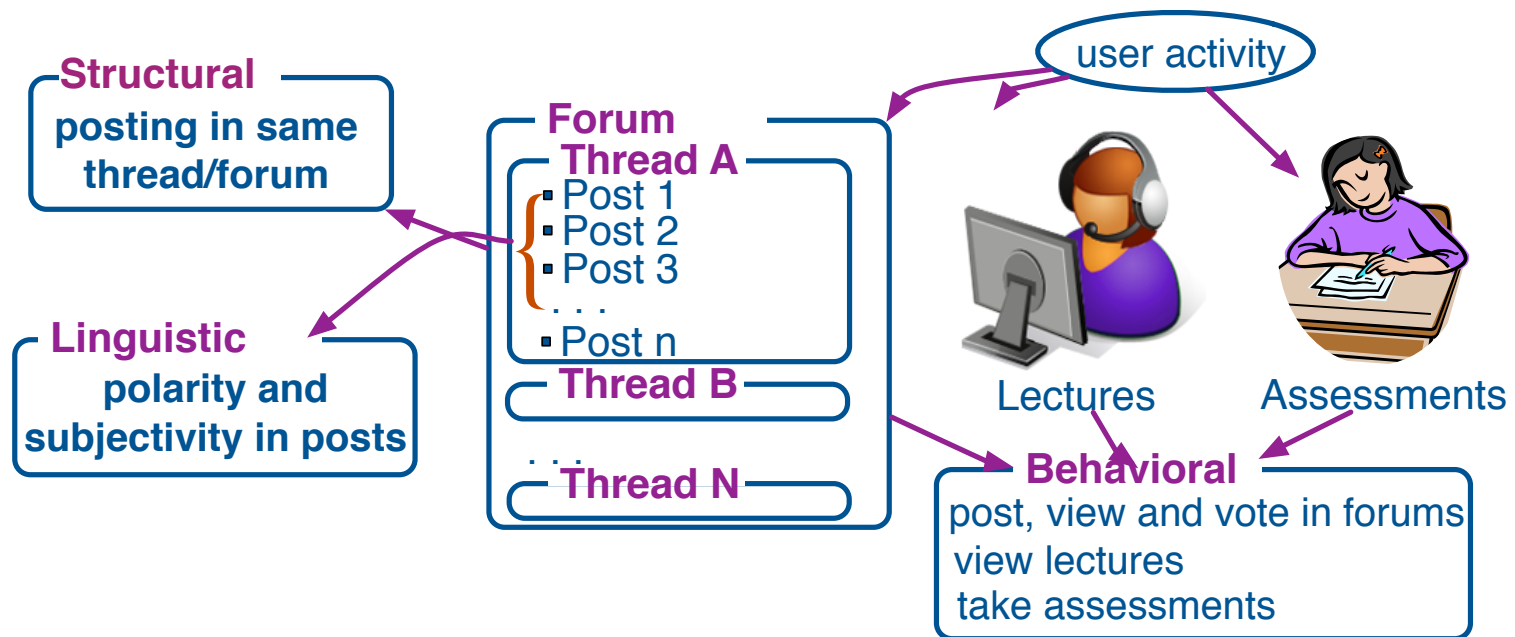 user activity
Structural
posting in same
thread/forum
Linguistic
polarity and
subjectivity in posts
Forum
Thread A
Post 1
Post 2
Post 3
. . .
Post n
Thread B
. . .
Thread N
Lectures
Assessments
Behavioral
post, view and vote in forums
view lectures
take assessments